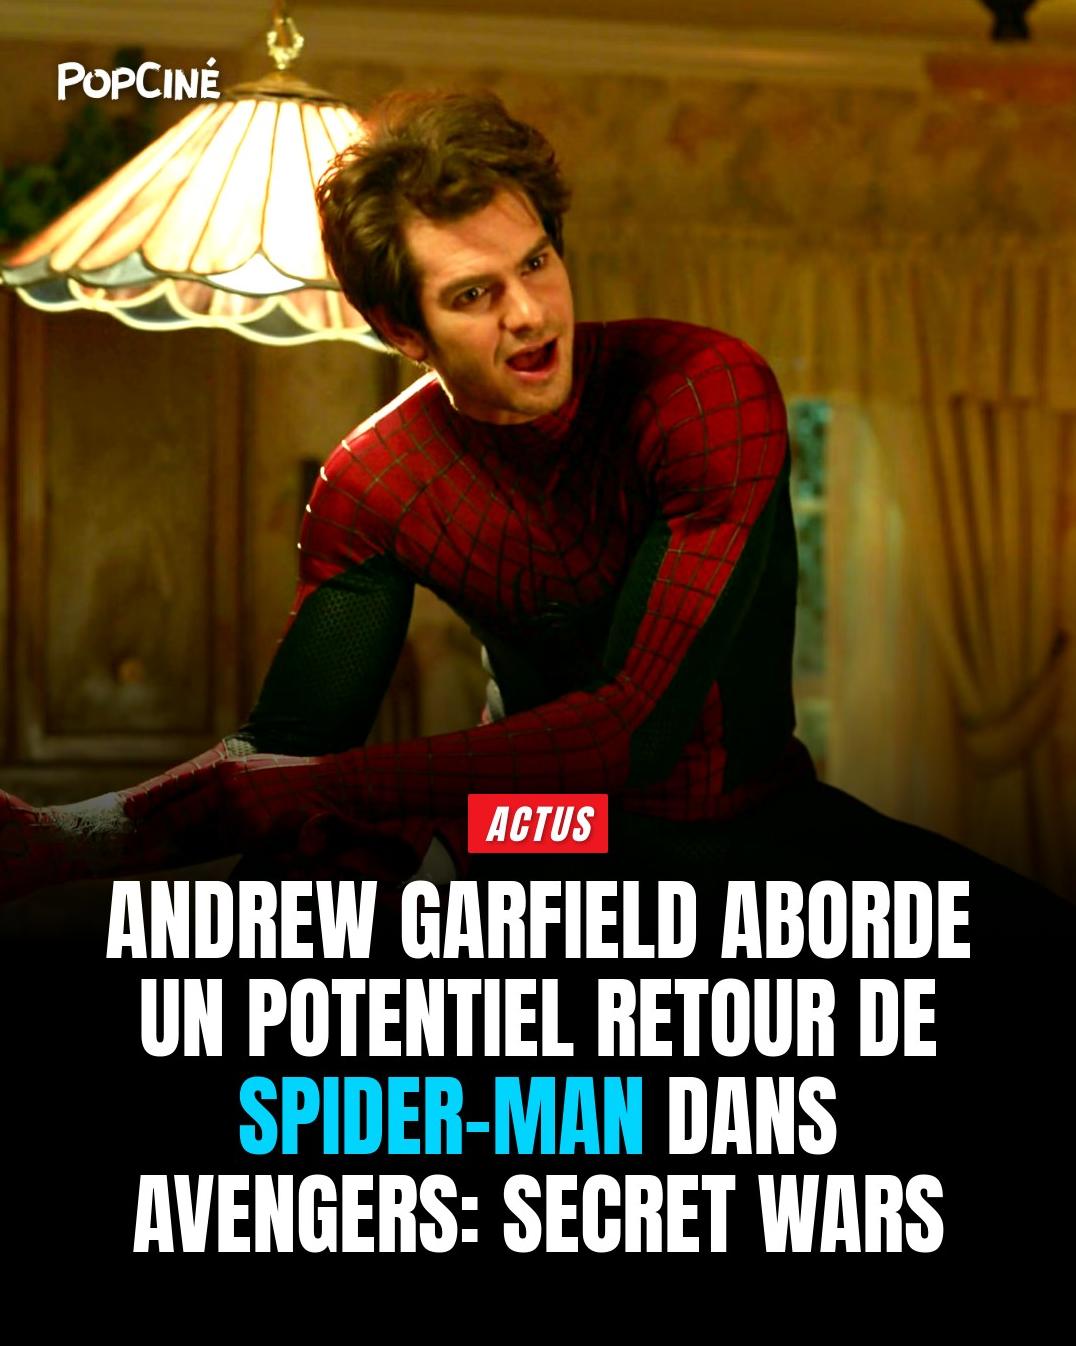 POPCINÉ
ACTUS
ANDREW GARFIELD ABORDE
UN POTENTIEL RETOUR DE
SPIDER-MAN DANS
AVENGERS: SECRET WARS